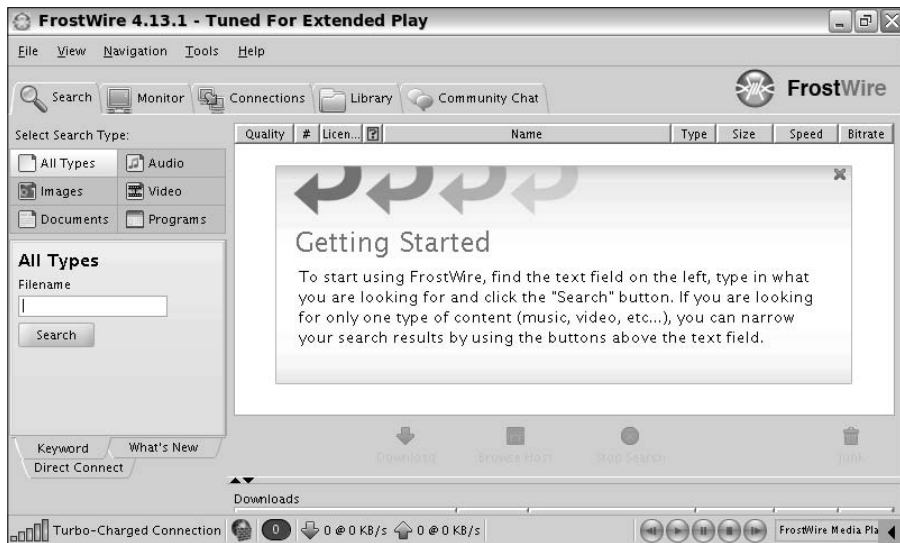 FrostWire 4.13.1 - Tuned For Extended Play
File View Navigation Tools Help
Search Monitor Connections Library Community Chat
FrostWire
Select Search Type:
All Types Audio
Images Video
Documents Programs
All Types
Filename
Search
Keyword What's New
Direct Connect
Quality # Licen... ? Name Type Size Speed Bitrate
Getting Started
To start using FrostWire, find the text field on the left, type in what
you are looking for and click the "Search" button. If you are looking
for only one type of content (music, video, etc...), you can narrow
your search results by using the buttons above the text field.
Download Browse Host Stop Search Junk
Downloads
Turbo-Charged Connection 0 0 @ 0 KB/s 0 @ 0 KB/s FrostWire Media Pla